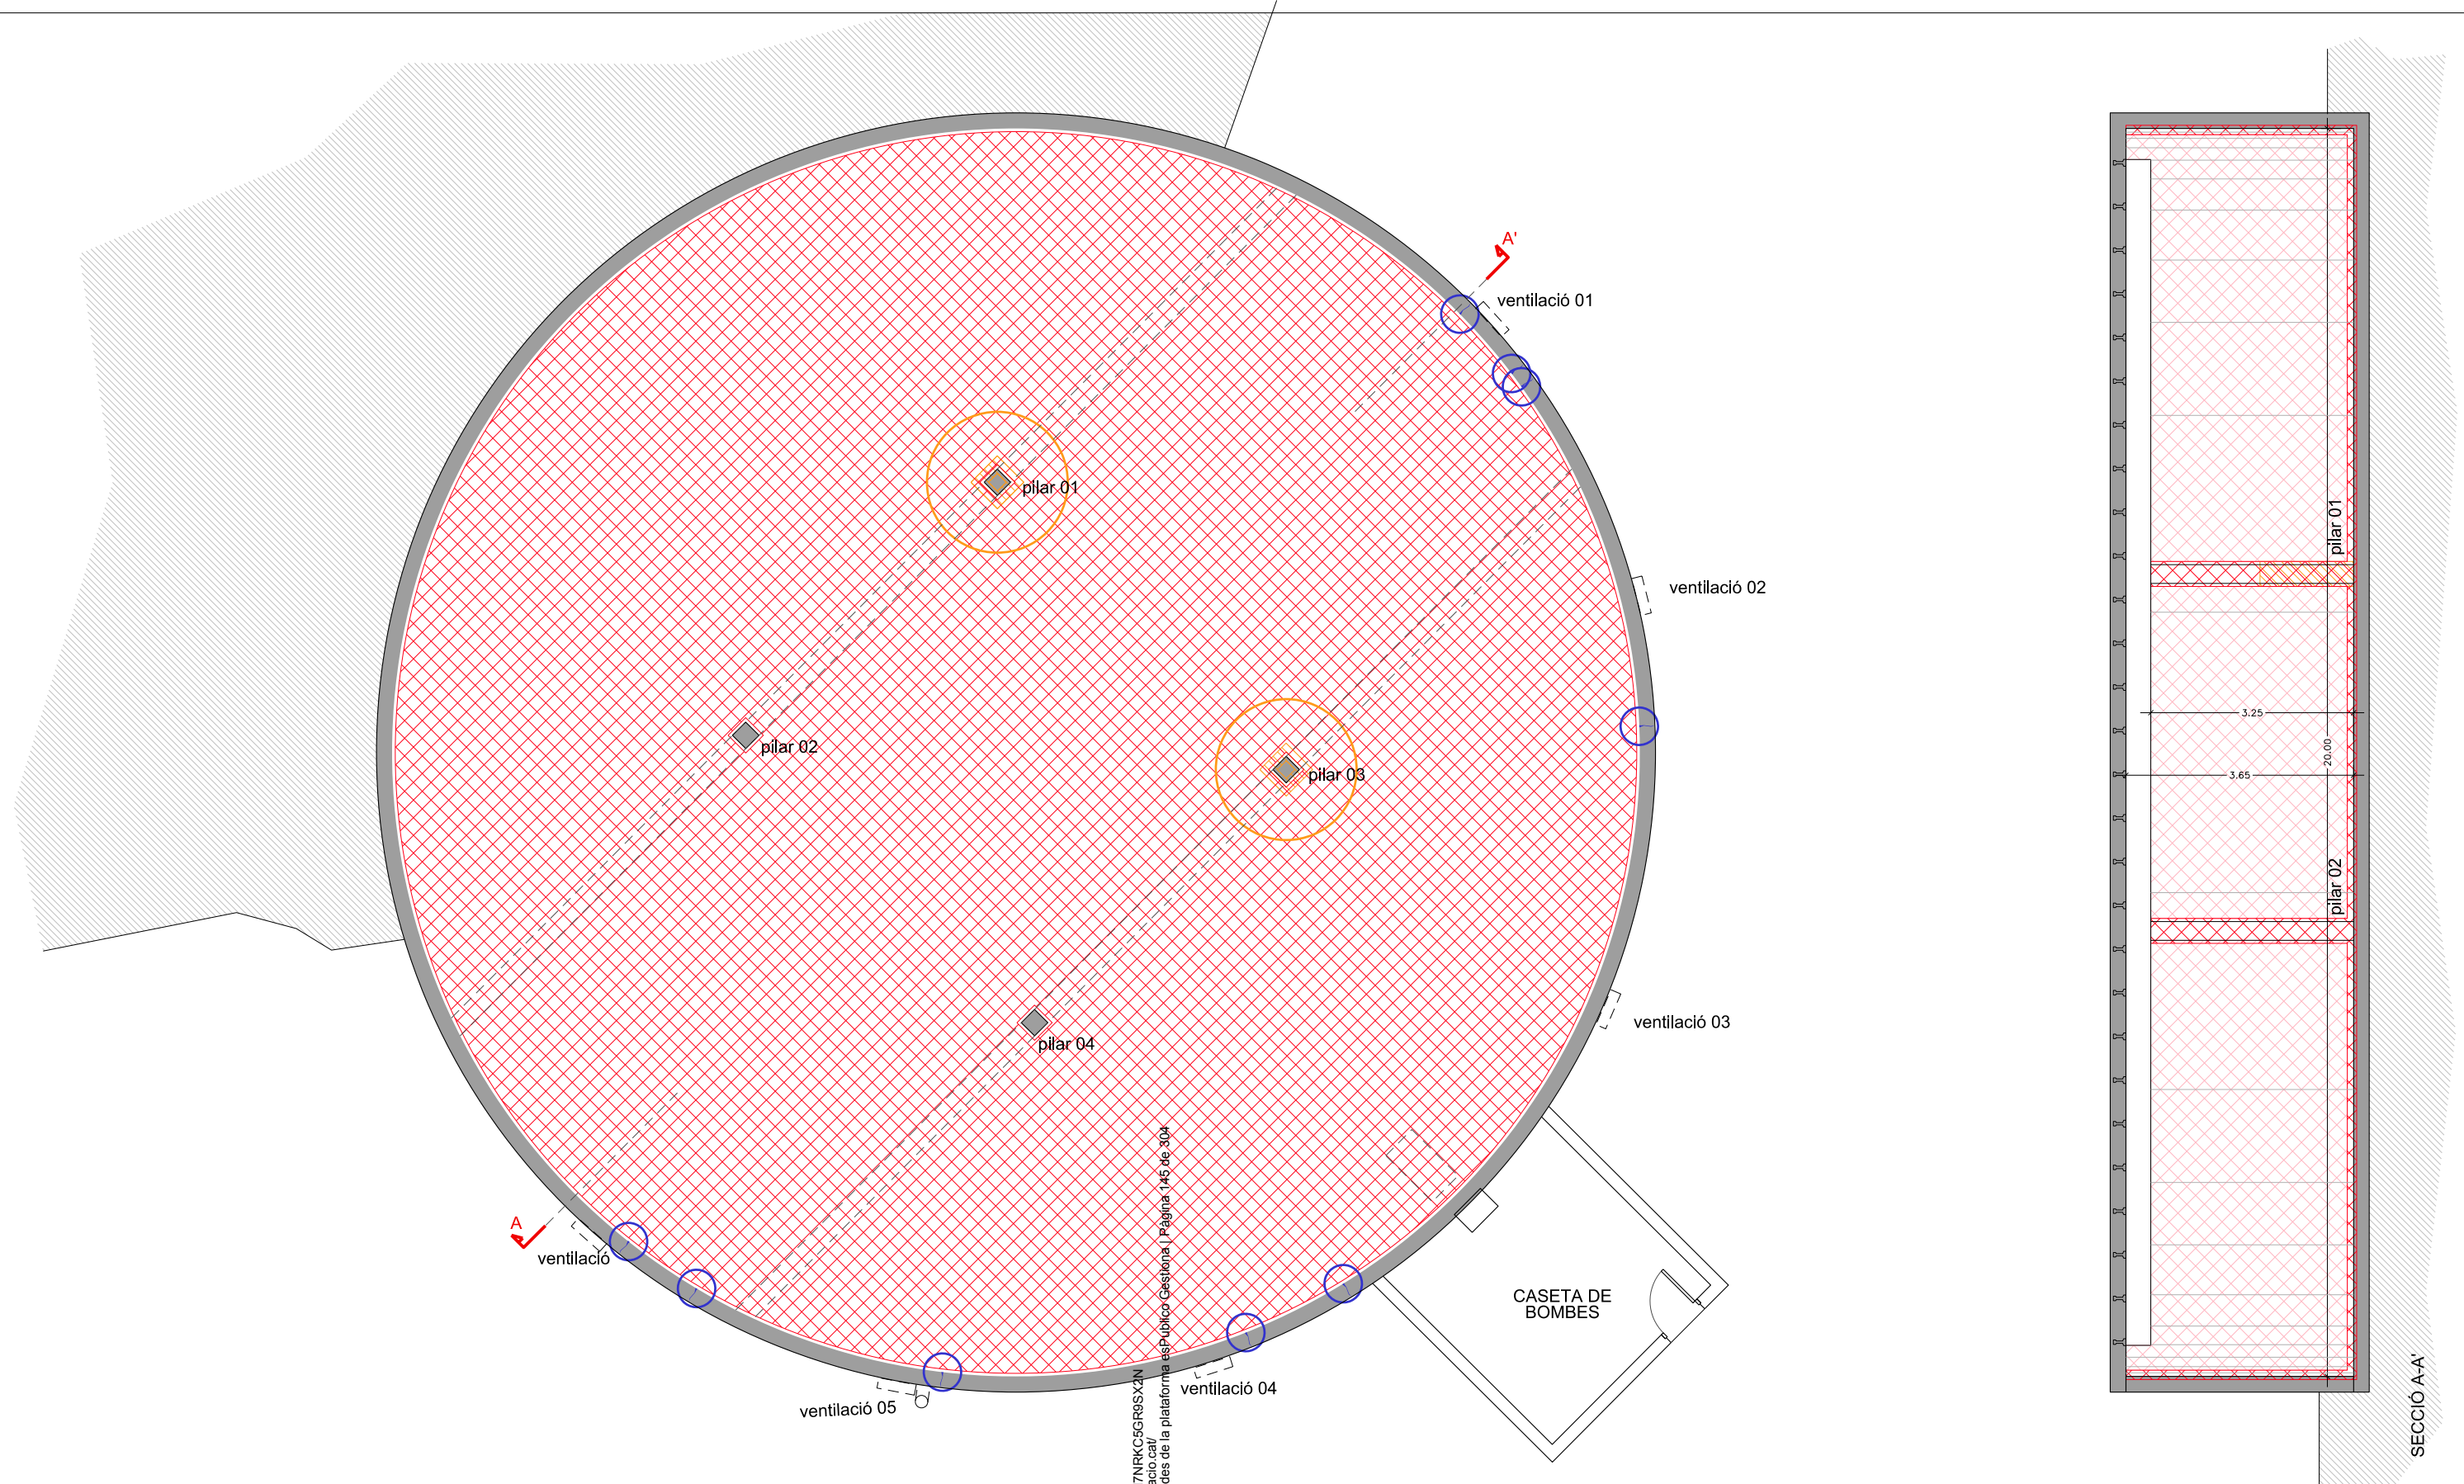 A'
ventilació 01
pilar 01
ventilació 02
pilar 02
pilar 03
ventilació 03
pilar 04
A
ventilació
CASETA DE
BOMBES
ventilació 04
ventilació 05
7NRKC5GR9SX2N
acio.cat/
des de la plataforma esPublico Gestiona | Pàgina 145 de 304
pilar 01
3.25
20.00
3.65
pilar 02
SECCIÓ A-A'